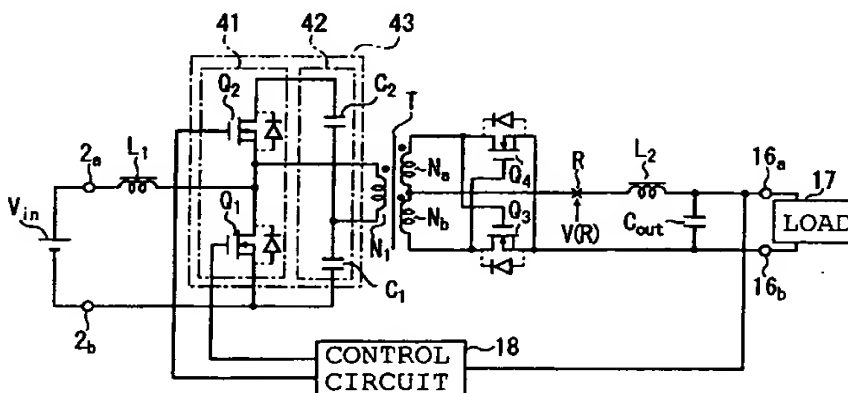 41 42 43
Q2 C2 T
2a L1 Na Q4 R L2 16a
17
Vin Q1 Nb Q3 V(R) Cout LOAD
N1 C1
2b 16b
18
CONTROL
CIRCUIT